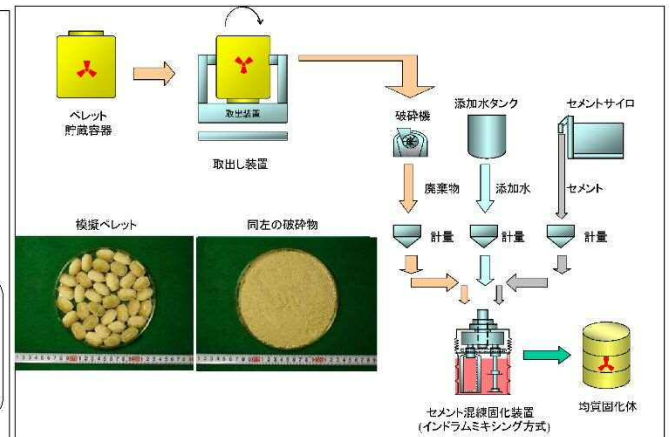 ペレット
貯蔵容器
取出装置
取出し装置
破砕機
添加水タンク
セメントサイロ
廃棄物
添加水
セメント
計量
計量
計量
模擬ペレット
同左の破砕物
セメント混練固化装置
(インドラムミキシング方式)
均質固化体